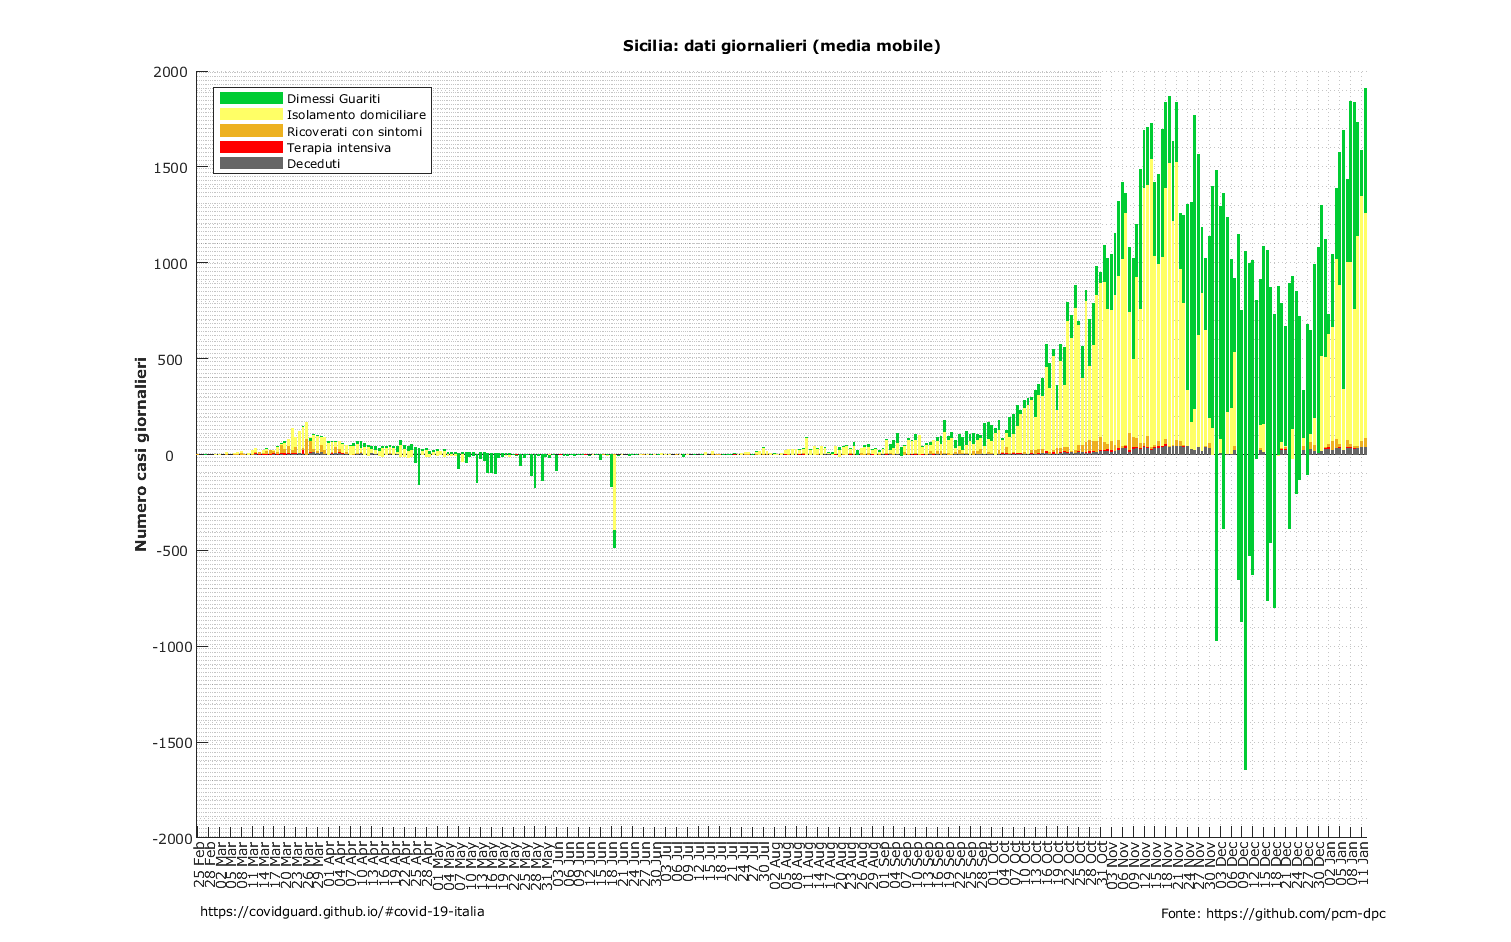 Sicilia: dati giornalieri (media mobile)
2000
1500
1000
500
0
-500
-1000
-1500
-2000
Numero casi giornalieri
Dimessi Guariti
Isolamento domiciliare
Ricoverati con sintomi
Terapia intensiva
Deceduti
25 Feb
28 Feb
02 Mar
05 Mar
08 Mar
11 Mar
14 Mar
17 Mar
20 Mar
23 Mar
26 Mar
29 Mar
01 Apr
04 Apr
07 Apr
10 Apr
13 Apr
16 Apr
19 Apr
22 Apr
25 Apr
28 Apr
01 May
04 May
07 May
10 May
13 May
16 May
19 May
22 May
25 May
28 May
31 May
03 Jun
06 Jun
09 Jun
12 Jun
15 Jun
18 Jun
21 Jun
24 Jun
27 Jun
30 Jun
03 Jul
06 Jul
09 Jul
12 Jul
15 Jul
18 Jul
21 Jul
24 Jul
27 Jul
30 Jul
02 Aug
05 Aug
08 Aug
11 Aug
14 Aug
17 Aug
20 Aug
23 Aug
26 Aug
29 Aug
01 Sep
04 Sep
07 Sep
10 Sep
13 Sep
16 Sep
19 Sep
22 Sep
25 Sep
28 Sep
01 Oct
04 Oct
07 Oct
10 Oct
13 Oct
16 Oct
19 Oct
22 Oct
25 Oct
28 Oct
31 Oct
03 Nov
06 Nov
09 Nov
12 Nov
15 Nov
18 Nov
21 Nov
24 Nov
27 Nov
30 Nov
03 Dec
06 Dec
09 Dec
12 Dec
15 Dec
18 Dec
21 Dec
24 Dec
27 Dec
30 Dec
02 Jan
05 Jan
08 Jan
11 Jan
https://covidguard.github.io/#covid-19-italia
Fonte: https://github.com/pcm-dpc